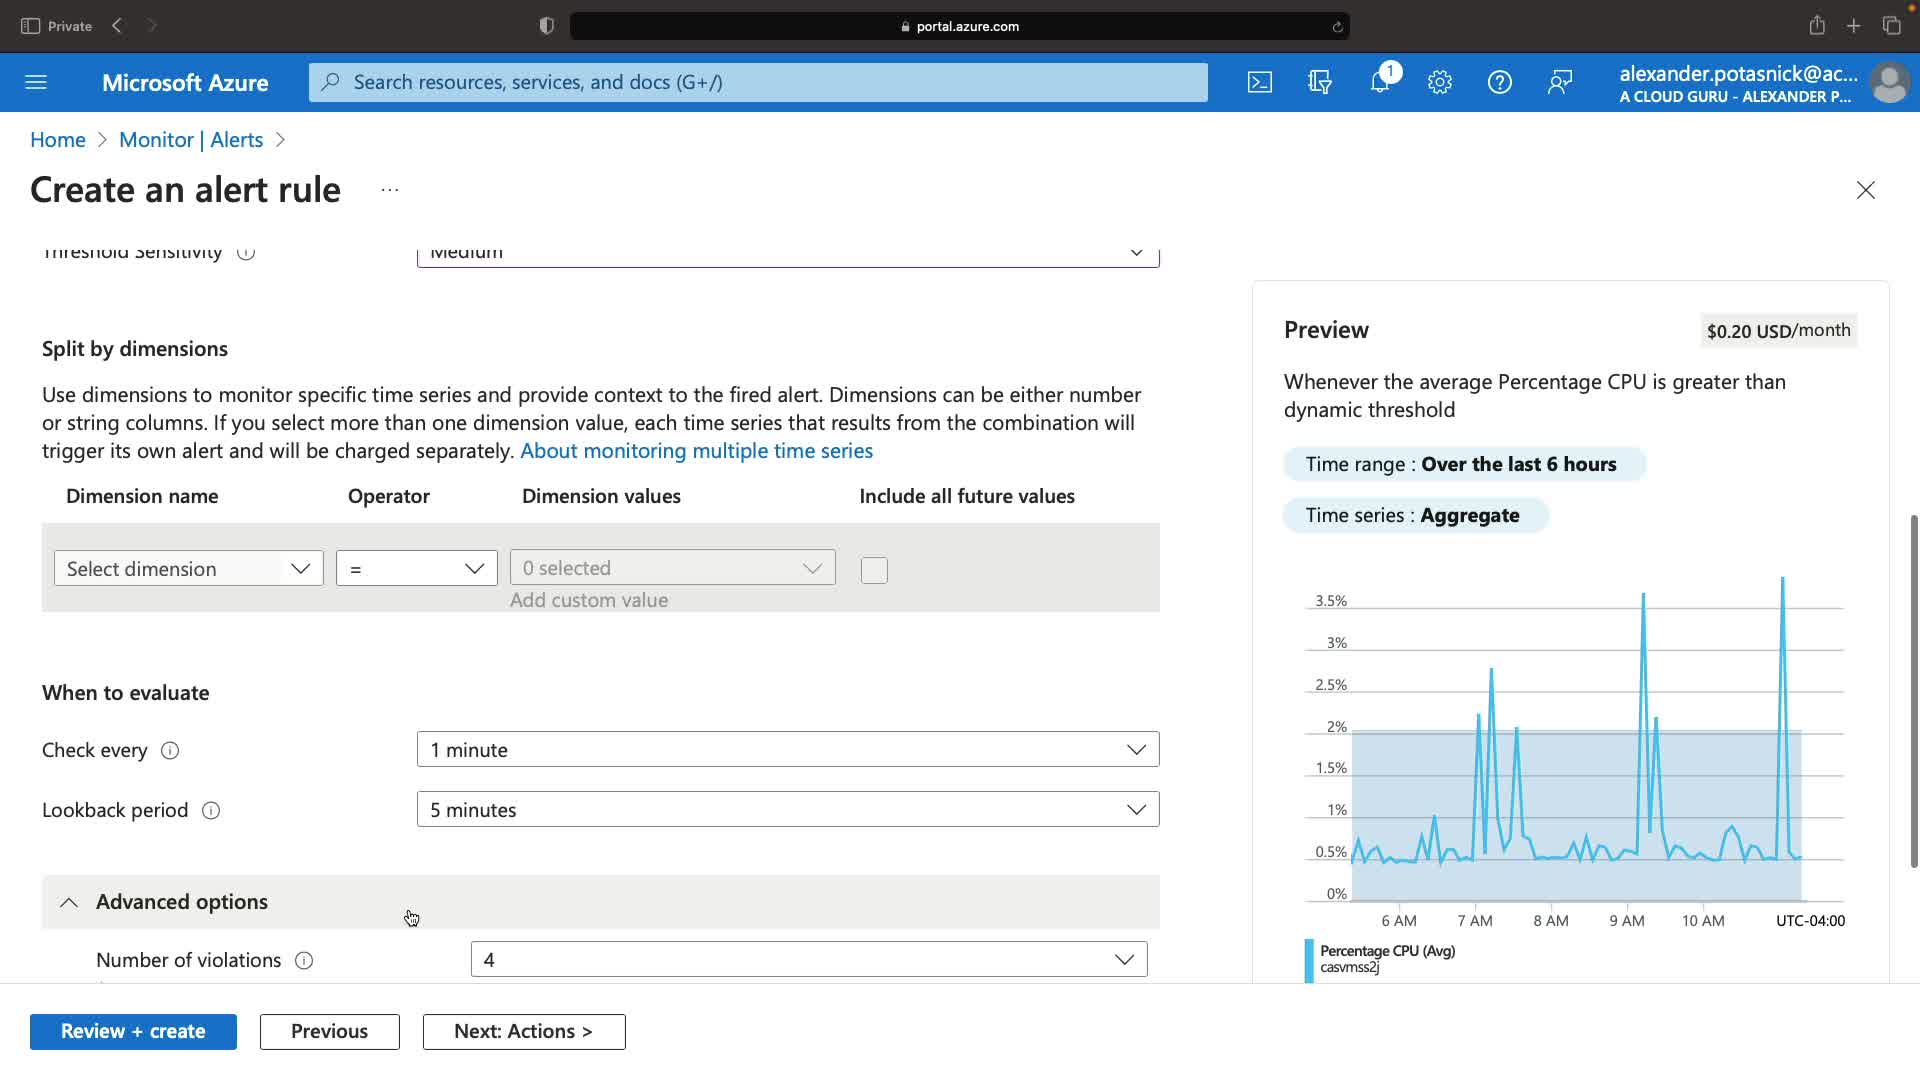 Private
portal.azure.com
Microsoft Azure
Search resources, services, and docs (G+/)
1
alexander.potasnick@ac...
A CLOUD GURU - ALEXANDER P...
Home
Monitor | Alerts
Create an alert rule
...
Threshold Sensitivity
Medium
Split by dimensions
Use dimensions to monitor specific time series and provide context to the fired alert. Dimensions can be either number
or string columns. If you select more than one dimension value, each time series that results from the combination will
trigger its own alert and will be charged separately. About monitoring multiple time series
Dimension name
Operator
Dimension values
Include all future values
Select dimension
=
0 selected
Add custom value
When to evaluate
Check every
1 minute
Lookback period
5 minutes
Advanced options
Number of violations
4
Preview
$0.20 USD/month
Whenever the average Percentage CPU is greater than
dynamic threshold
Time range : Over the last 6 hours
Time series : Aggregate
3.5%
3%
2.5%
2%
1.5%
1%
0.5%
0%
6 AM
7 AM
8 AM
9 AM
10 AM
UTC-04:00
Percentage CPU (Avg)
casvmss2j
Review + create
Previous
Next: Actions >